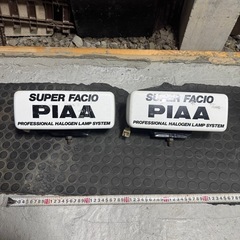 SUPER FACIO
PIAA
PROFESSIONAL HALOGEN LAMP SYSTEM
SUPER FACIO
PIAA
PROFESSIONAL HALOGEN LAMP SYSTEM